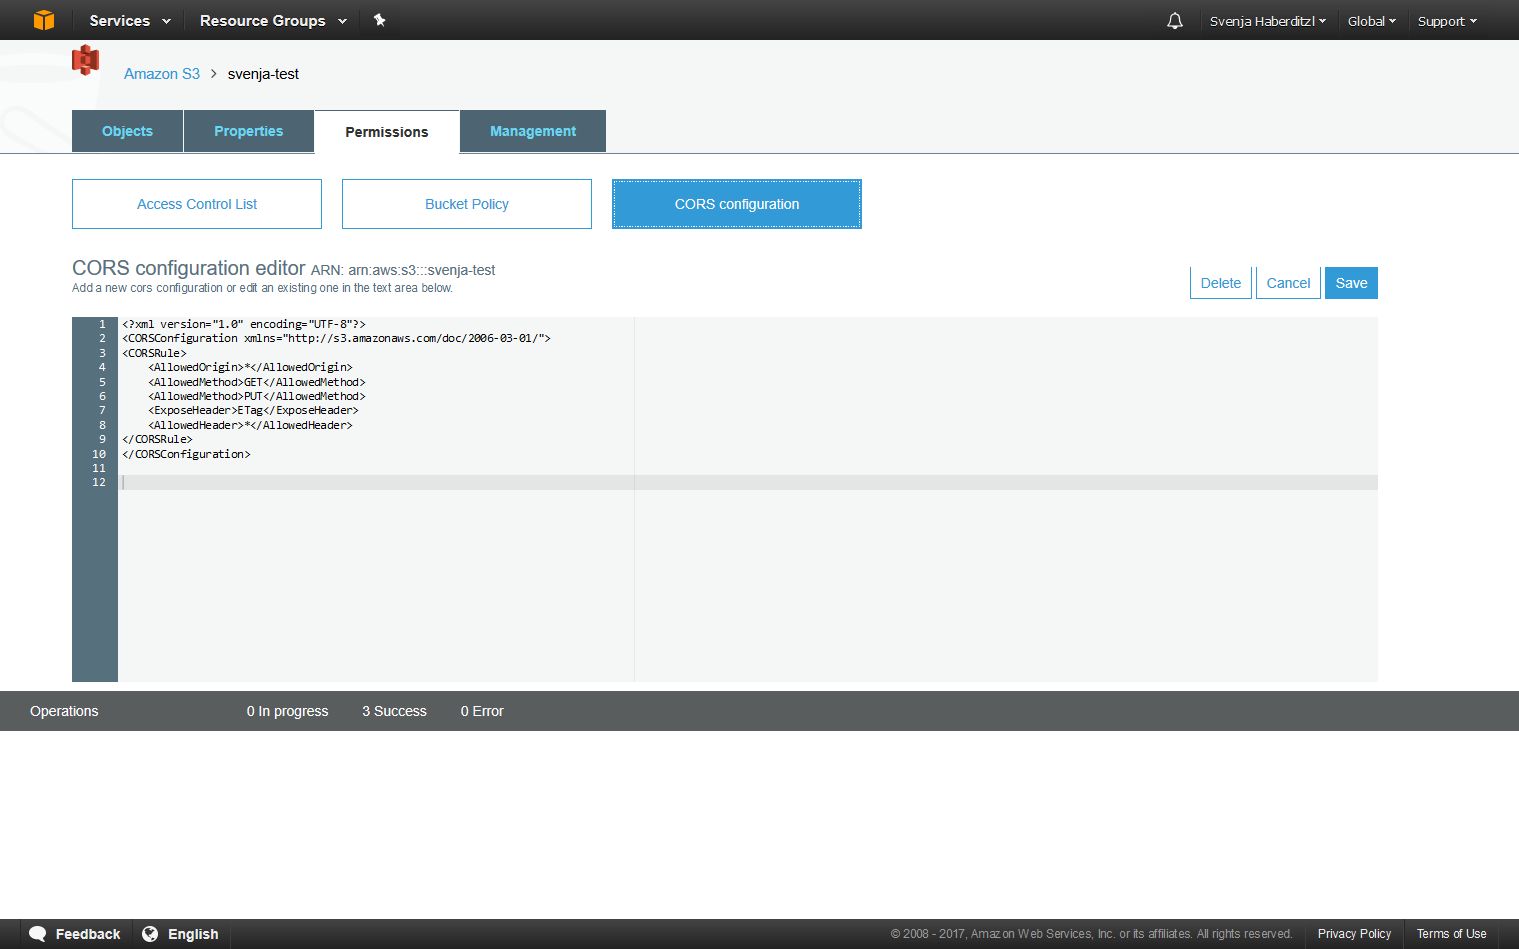 Services Resource Groups Svenja Haberditzl Global Support
Amazon S3 > svenja-test
Objects Properties Permissions Management
Access Control List Bucket Policy CORS configuration
CORS configuration editor ARN: arn:aws:s3:::svenja-test
Add a new cors configuration or edit an existing one in the text area below.
Delete Cancel Save
1 <?xml version="1.0" encoding="UTF-8"?>
2 <CORSConfiguration xmlns="http://s3.amazonaws.com/doc/2006-03-01/">
3 <CORSRule>
4     <AllowedOrigin>*</AllowedOrigin>
5     <AllowedMethod>GET</AllowedMethod>
6     <AllowedMethod>PUT</AllowedMethod>
7     <ExposeHeader>ETag</ExposeHeader>
8     <AllowedHeader>*</AllowedHeader>
9 </CORSRule>
10 </CORSConfiguration>
11
12
Operations 0 In progress 3 Success 0 Error
Feedback English © 2008 - 2017, Amazon Web Services, Inc. or its affiliates. All rights reserved. Privacy Policy Terms of Use